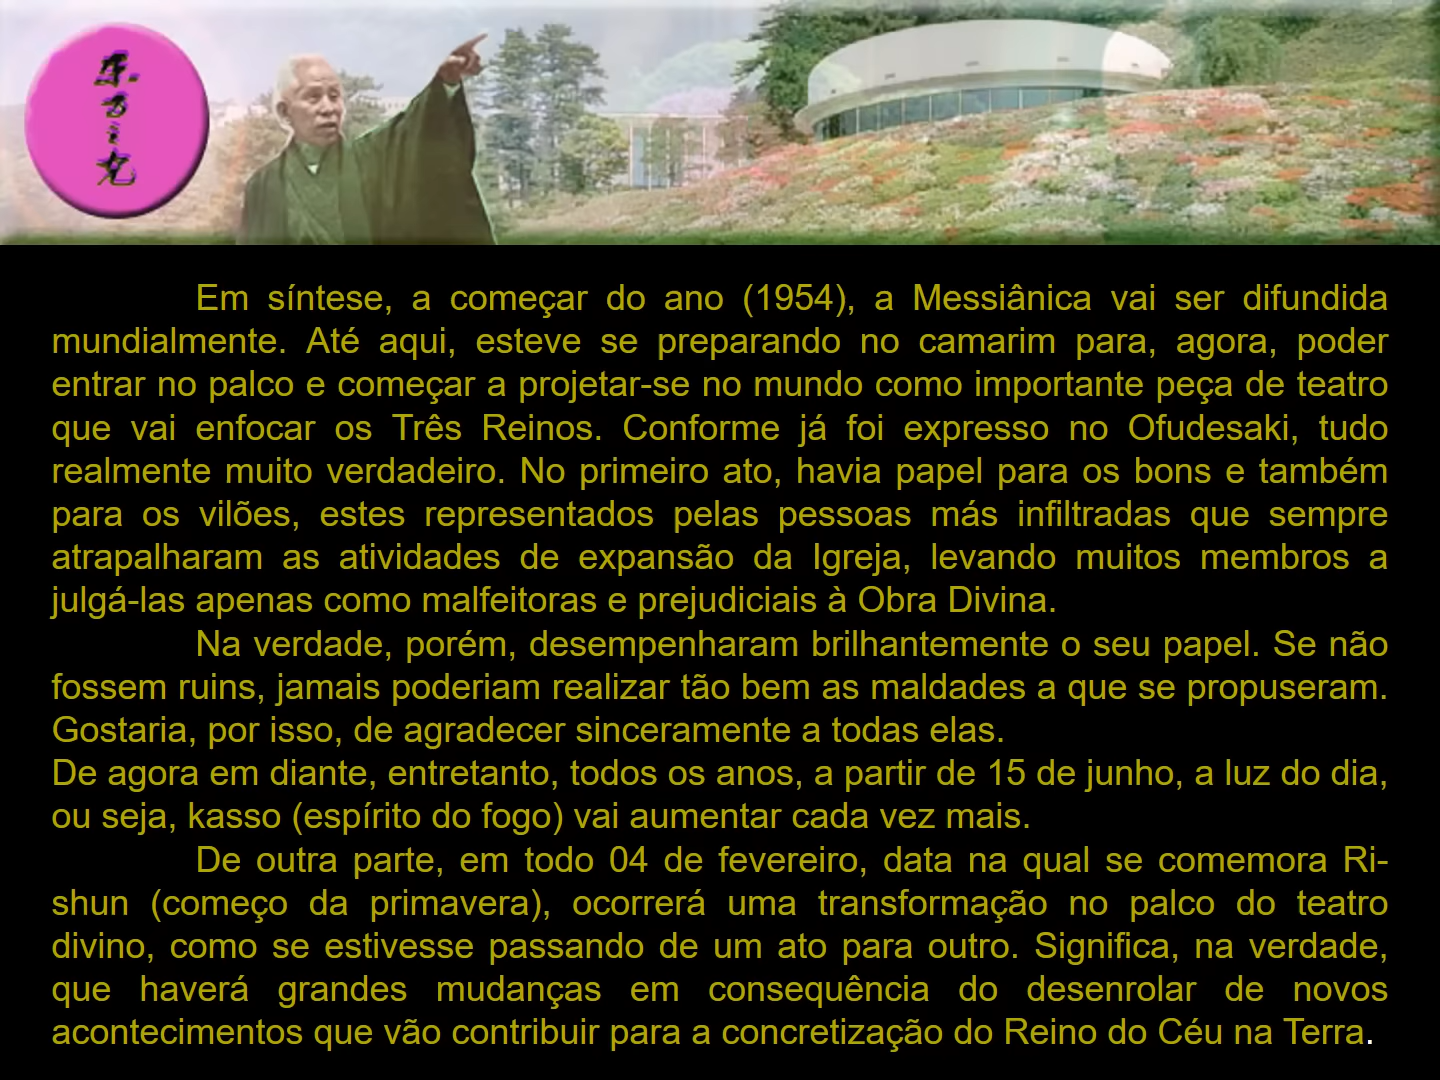 Em síntese, a começar do ano (1954), a Messiânica vai ser difundida
mundialmente. Até aqui, esteve se preparando no camarim para, agora, poder
entrar no palco e começar a projetar-se no mundo como importante peça de teatro
que vai enfocar os Três Reinos. Conforme já foi expresso no Ofudesaki, tudo
realmente muito verdadeiro. No primeiro ato, havia papel para os bons e também
para os vilões, estes representados pelas pessoas más infiltradas que sempre
atrapalharam as atividades de expansão da Igreja, levando muitos membros a
julgá-las apenas como malfeitoras e prejudiciais à Obra Divina.
Na verdade, porém, desempenharam brilhantemente o seu papel. Se não
fossem ruins, jamais poderiam realizar tão bem as maldades a que se propuseram.
Gostaria, por isso, de agradecer sinceramente a todas elas.
De agora em diante, entretanto, todos os anos, a partir de 15 de junho, a luz do dia,
ou seja, kasso (espírito do fogo) vai aumentar cada vez mais.
De outra parte, em todo 04 de fevereiro, data na qual se comemora Ri-
shun (começo da primavera), ocorrerá uma transformação no palco do teatro
divino, como se estivesse passando de um ato para outro. Significa, na verdade,
que haverá grandes mudanças em consequência do desenrolar de novos
acontecimentos que vão contribuir para a concretização do Reino do Céu na Terra.